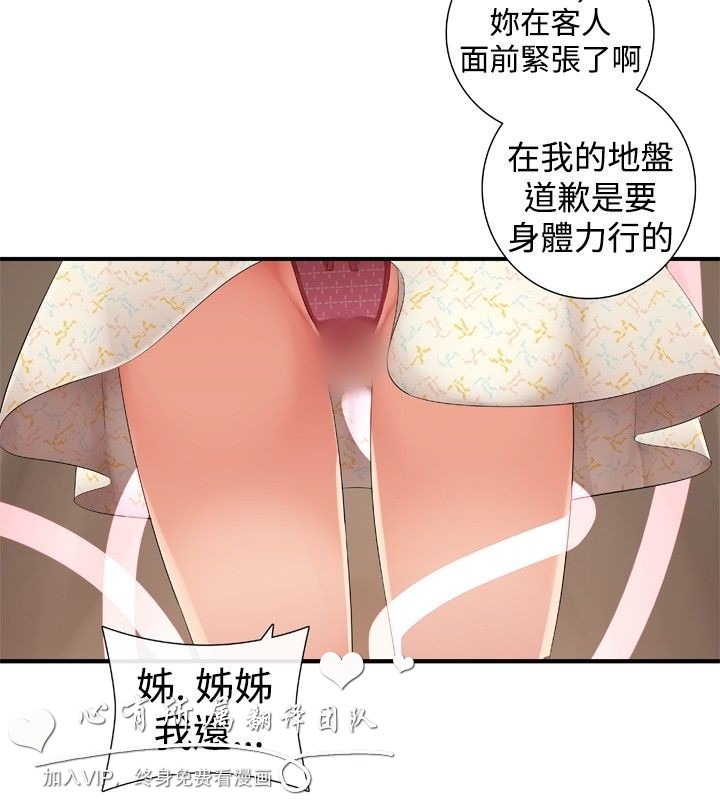 妳在客人
面前緊張了啊
在我的地盤
道歉是要
身體力行的
姊.姊姊
我還...
心有所屬翻译团队
加入VIP，终身免费看漫画